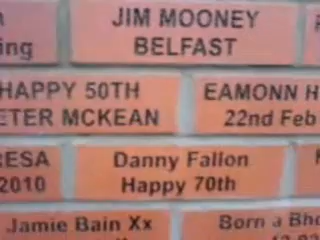 ing
JIM MOONEY
BELFAST
HAPPY 50TH
ETER MCKEAN
EAMONN H
22nd Feb
RESA
2010
Danny Fallon
Happy 70th
Jamie Bain Xx
Born a Bho